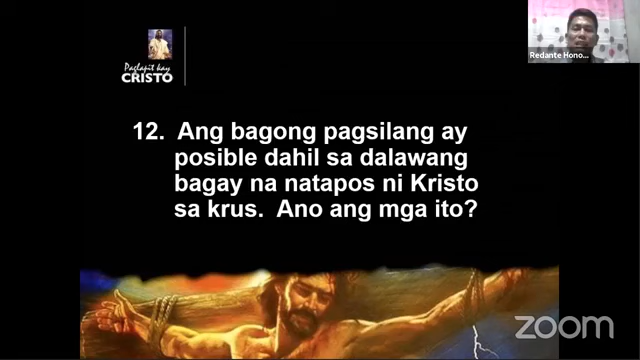 Redante Hono...
Paglapit kay
CRISTO
12. Ang bagong pagsilang ay
posible dahil sa dalawang
bagay na natapos ni Kristo
sa krus. Ano ang mga ito?
zoom